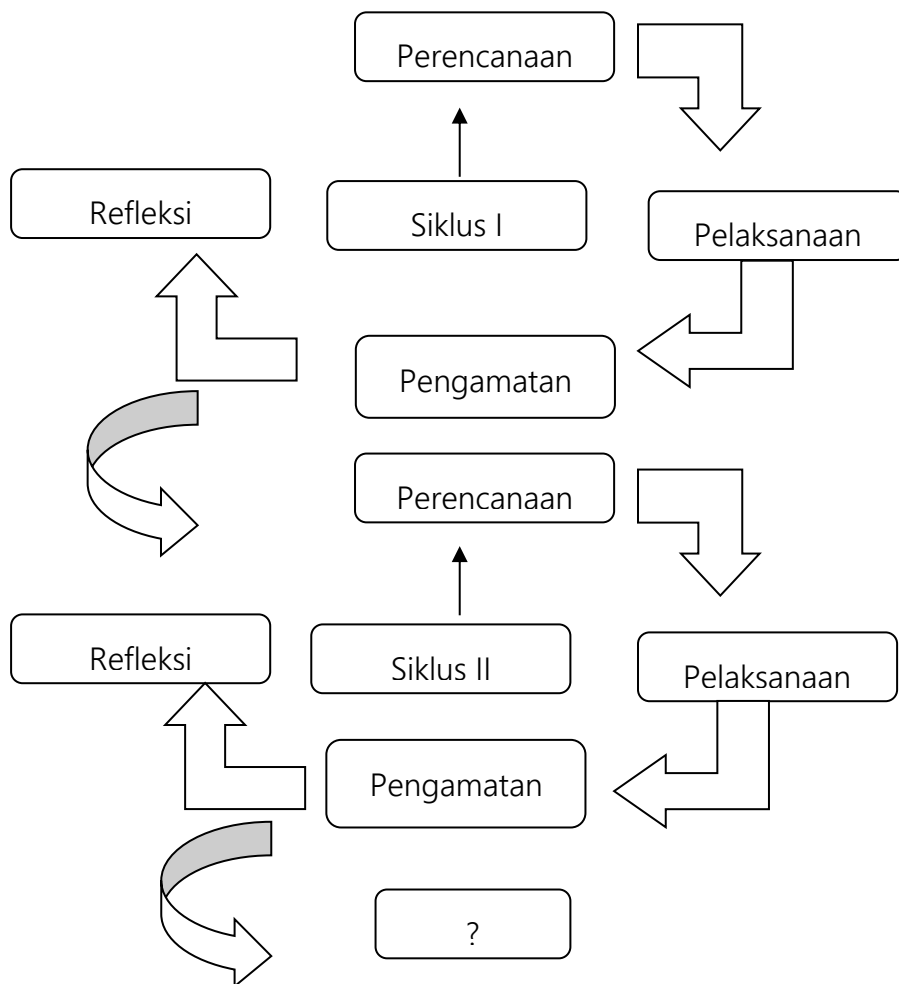 Perencanaan
Refleksi
Siklus I
Pelaksanaan
Pengamatan
Perencanaan
Refleksi
Siklus II
Pelaksanaan
Pengamatan
?